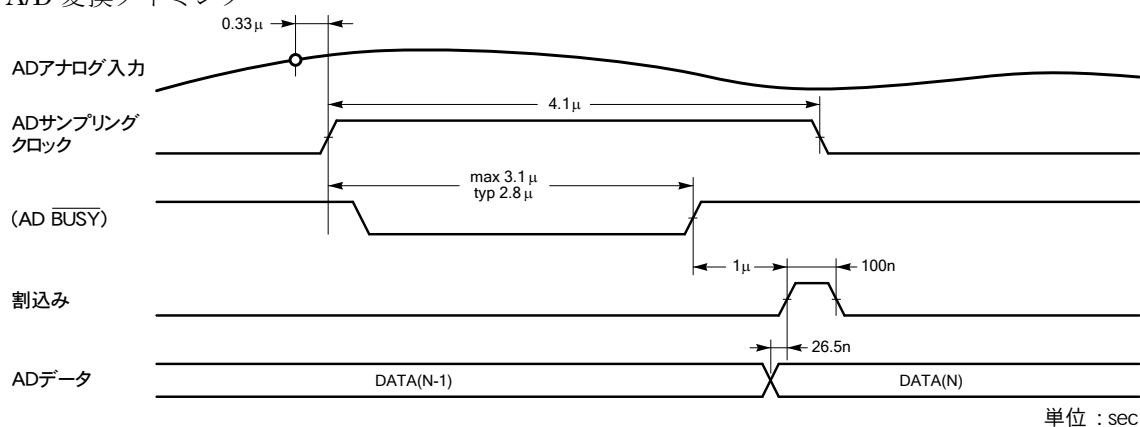 A/D 変換タイミング
0.33μ
ADアナログ入力
4.1μ
ADサンプリング
クロック
max 3.1μ
typ 2.8μ
(AD BUSY)
1μ
100n
割込み
26.5n
ADデータ
DATA(N-1)
DATA(N)
単位 : sec